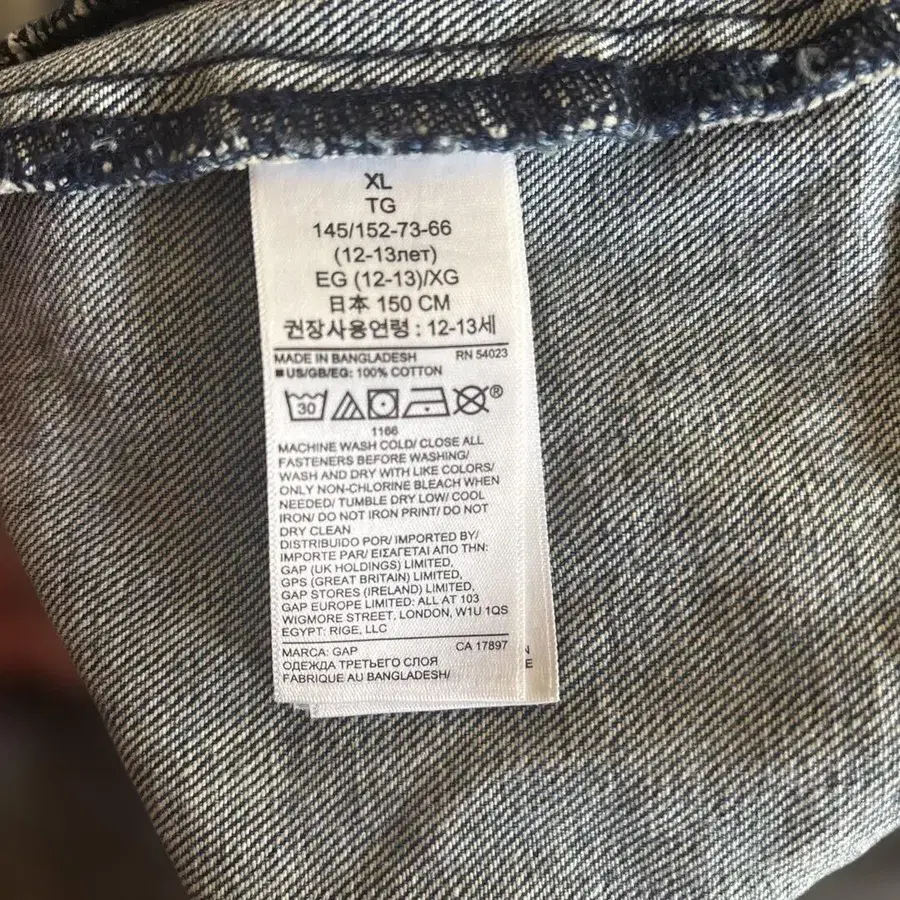 XL
TG
145/152-73-66
(12-13лет)
EG (12-13)/XG
日本 150 CM
권장사용연령 : 12-13세
MADE IN BANGLADESH RN 54023
■US/GB/EG: 100% COTTON
30 ®
1166
MACHINE WASH COLD/ CLOSE ALL
FASTENERS BEFORE WASHING/
WASH AND DRY WITH LIKE COLORS/
ONLY NON-CHLORINE BLEACH WHEN
NEEDED/ TUMBLE DRY LOW/ COOL
IRON/ DO NOT IRON PRINT/ DO NOT
DRY CLEAN
DISTRIBUIDO POR/ IMPORTED BY/
IMPORTE PAR/ ΕΙΣΑΓΕΤΑΙ ΑΠΟ ΤΗΝ:
GAP (UK HOLDINGS) LIMITED,
GPS (GREAT BRITAIN) LIMITED,
GAP STORES (IRELAND) LIMITED,
GAP EUROPE LIMITED: ALL AT 103
WIGMORE STREET, LONDON, W1U 1QS
EGYPT: RIGE, LLC
MARCA: GAP CA 17897
ОДЕЖДА ТРЕТЬЕГО СЛОЯ
FABRIQUE AU BANGLADESH/